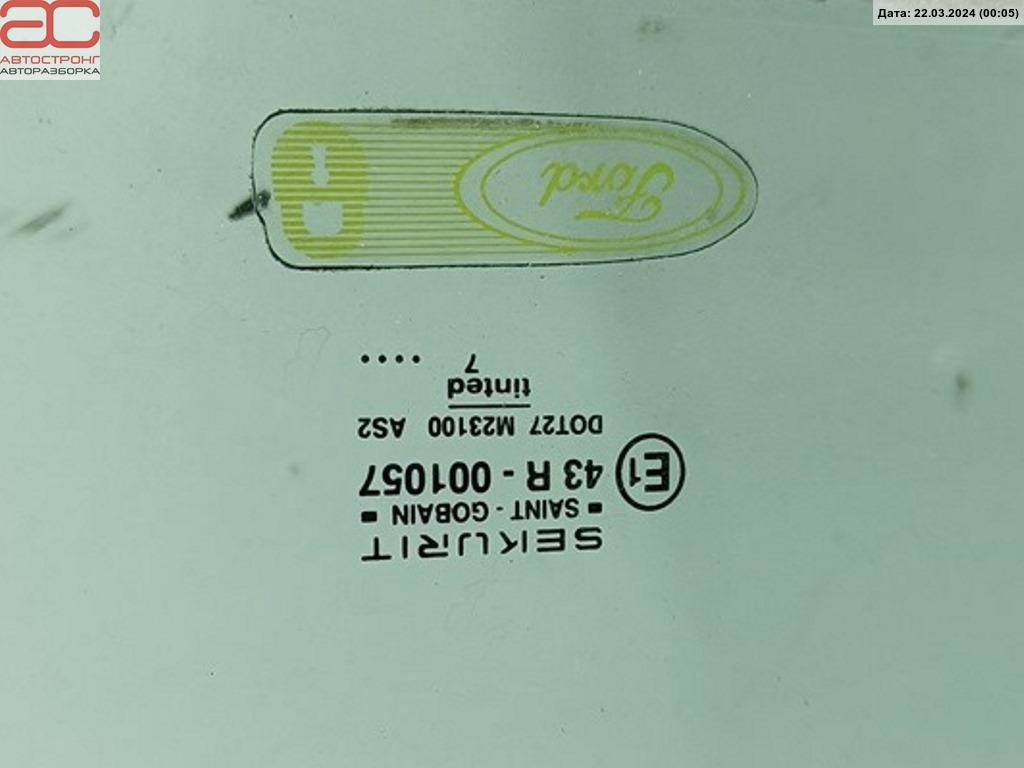 АС
АВТОСТРОНГ
АВТОРАЗБОРКА
Дата: 22.03.2024 (00:05)
Ford
SEKURIT
SAINT - GOBAIN
E1 43 R - 001057
DOT27 M23100 AS2
tinted
7 ....